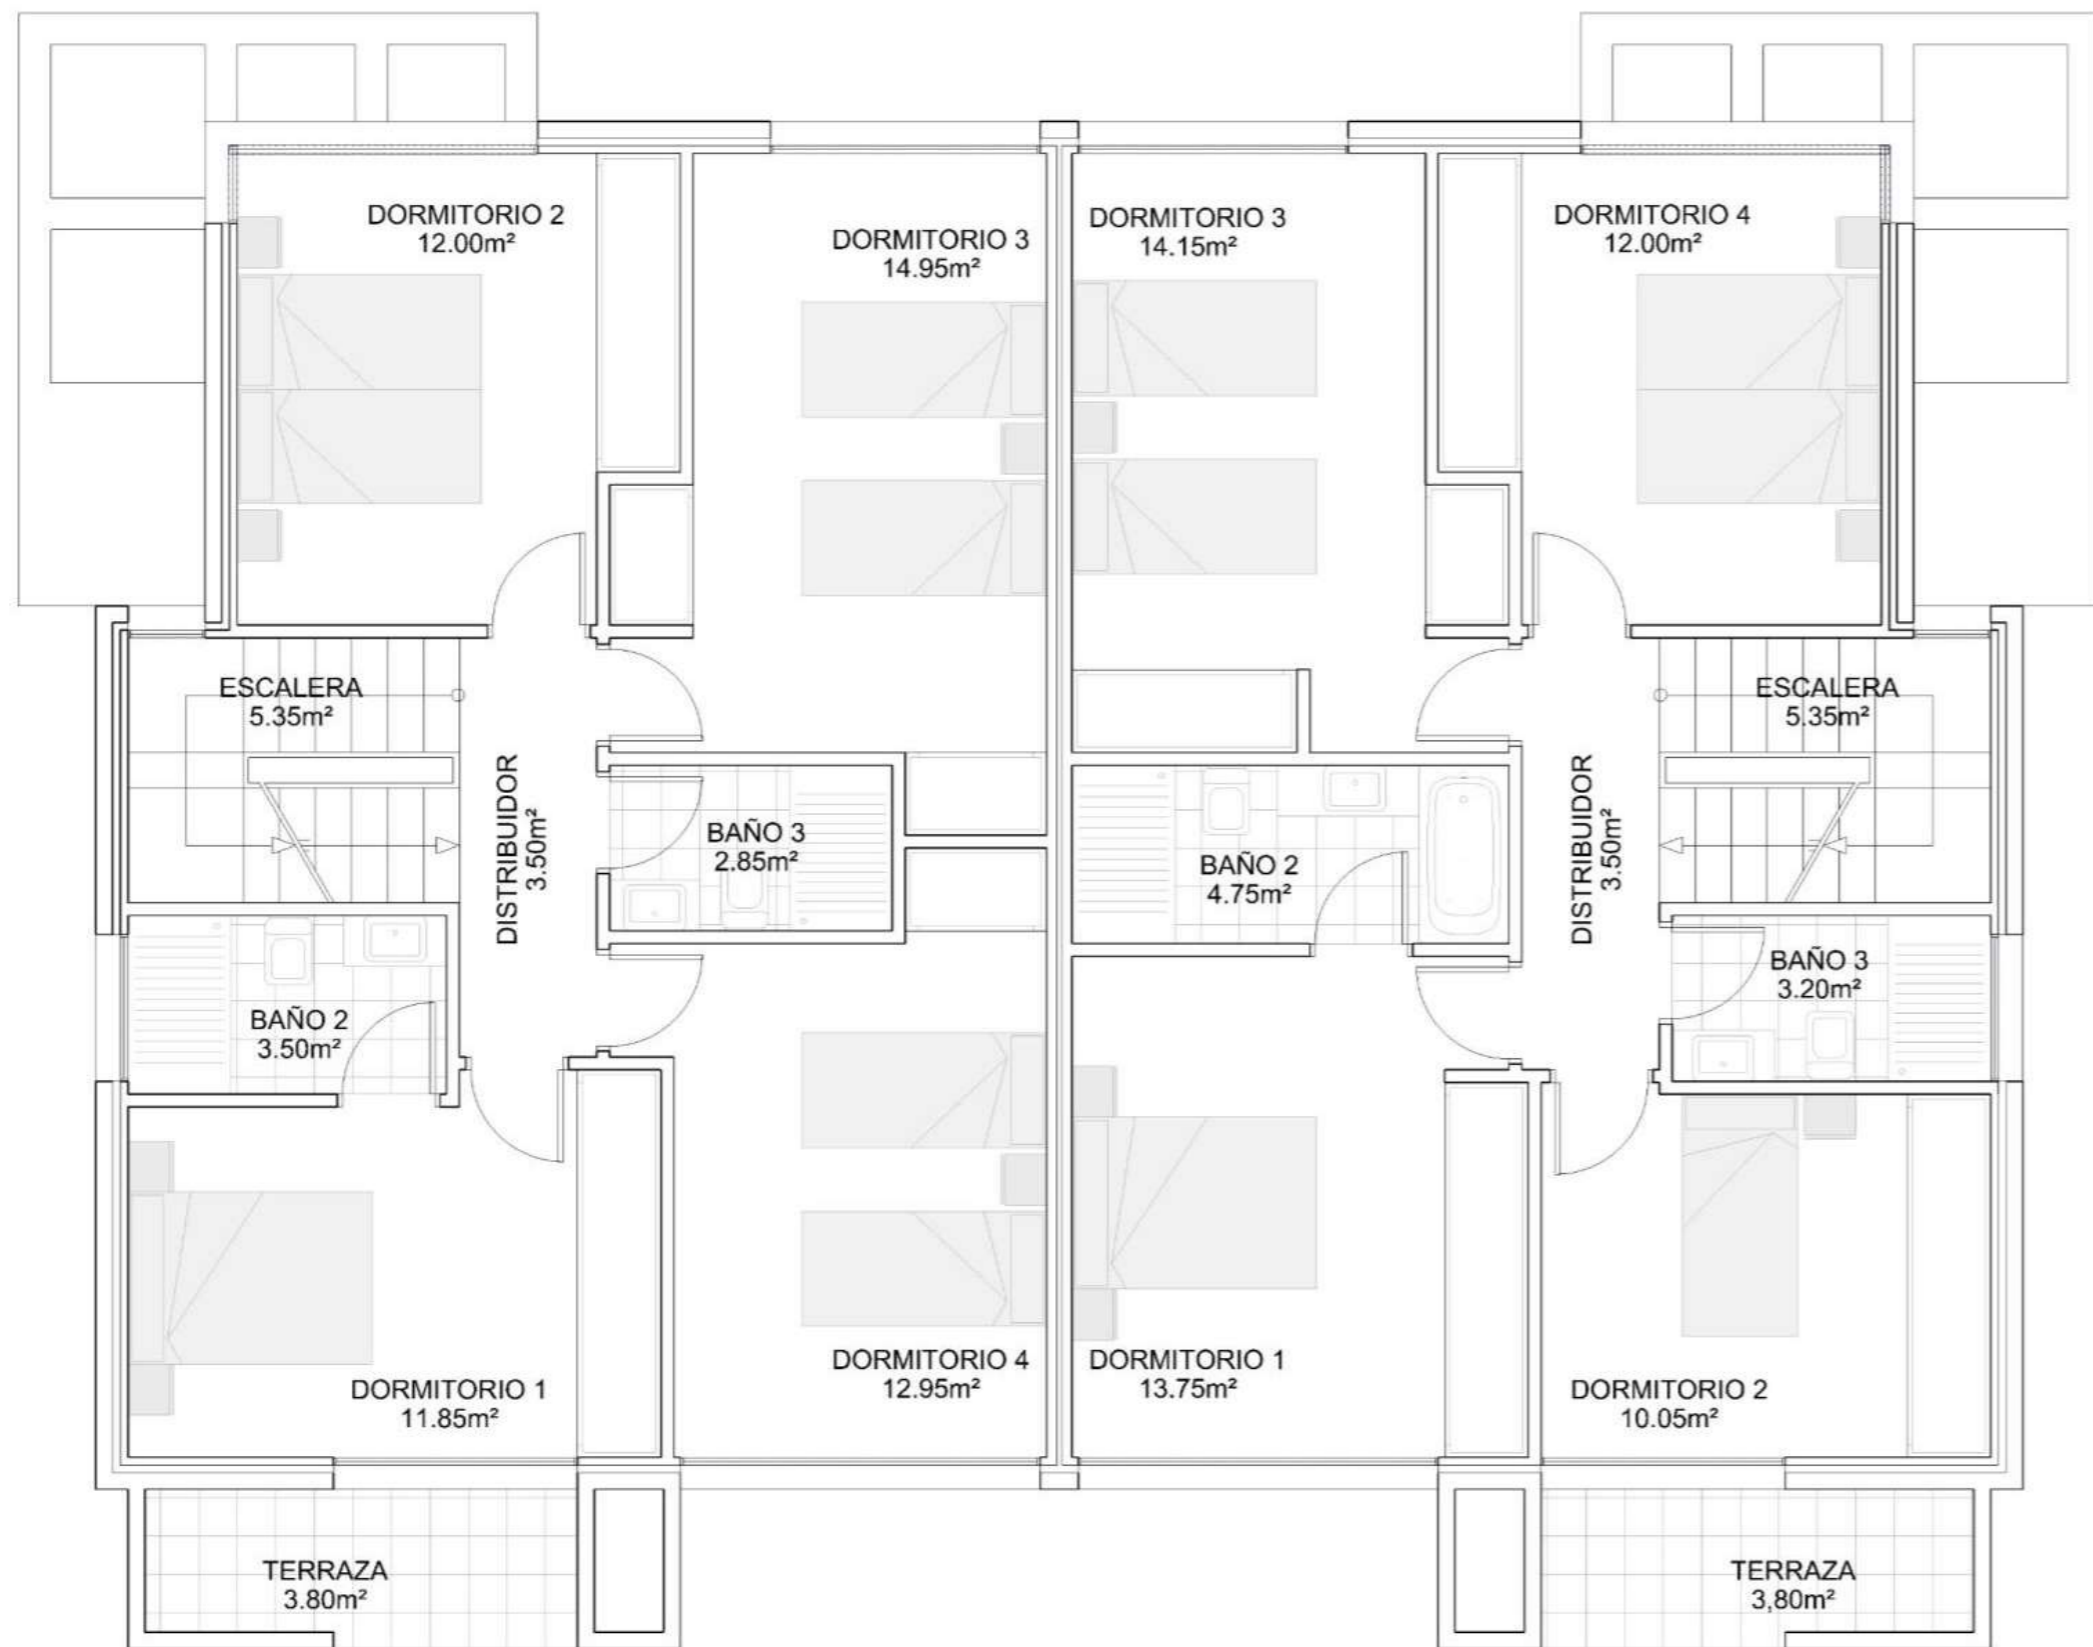 DORMITORIO 2
12.00m²
DORMITORIO 3
14.95m²
DORMITORIO 3
14.15m²
DORMITORIO 4
12.00m²
ESCALERA
5.35m²
ESCALERA
5.35m²
DISTRIBUIDOR
3.50m²
BAÑO 3
2.85m²
BAÑO 2
4.75m²
DISTRIBUIDOR
3.50m²
BAÑO 2
3.50m²
BAÑO 3
3.20m²
DORMITORIO 1
11.85m²
DORMITORIO 4
12.95m²
DORMITORIO 1
13.75m²
DORMITORIO 2
10.05m²
TERRAZA
3.80m²
TERRAZA
3,80m²